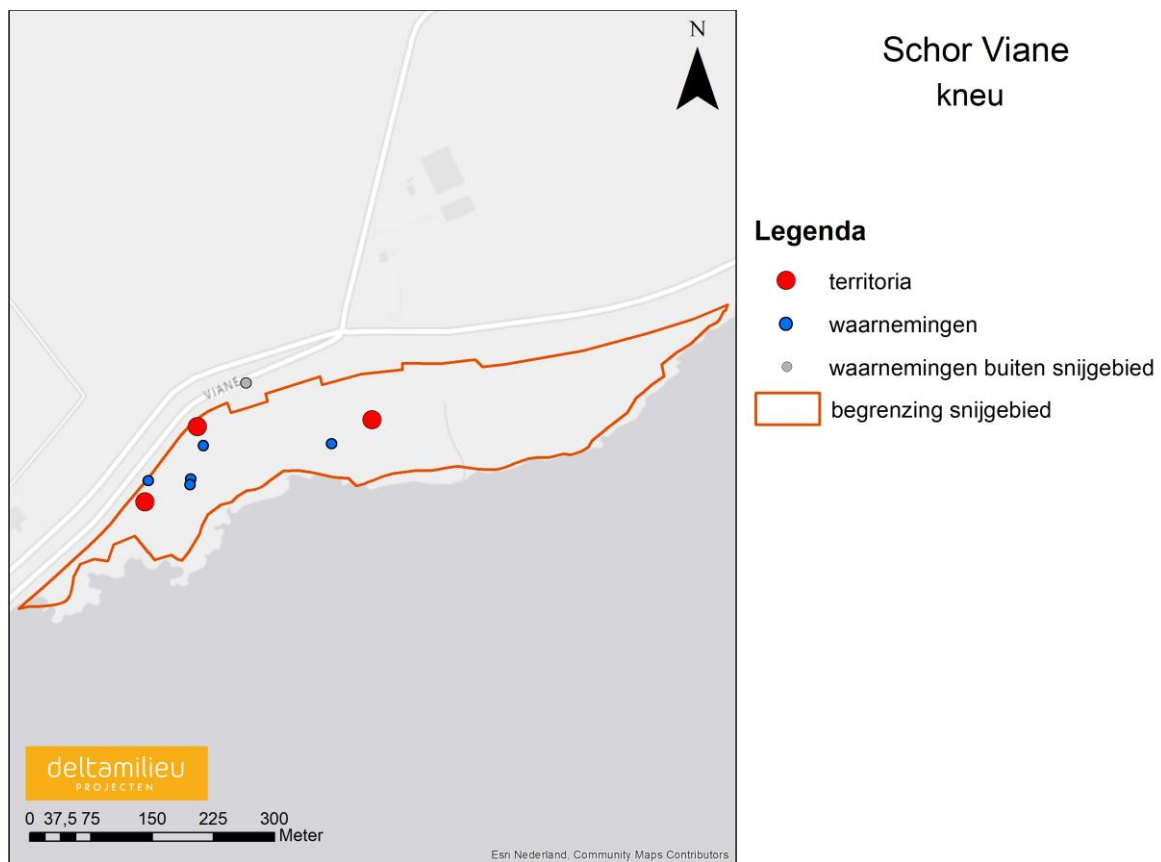 Schor Viane
kneu
N
Legenda
territoria
waarnemingen
waarnemingen buiten snijgebied
begrenzing snijgebied
VIANE
deltamilieu
PROJECTEN
0 37,5 75 150 225 300
Meter
Esri Nederland, Community Maps Contributors